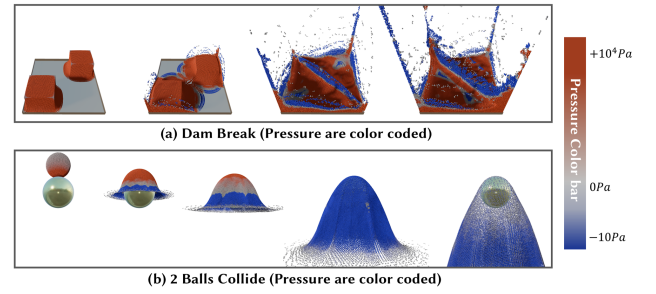 (a) Dam Break (Pressure are color coded)
(b) 2 Balls Collide (Pressure are color coded)
Pressure Color bar
+10⁴Pa
0Pa
−10Pa